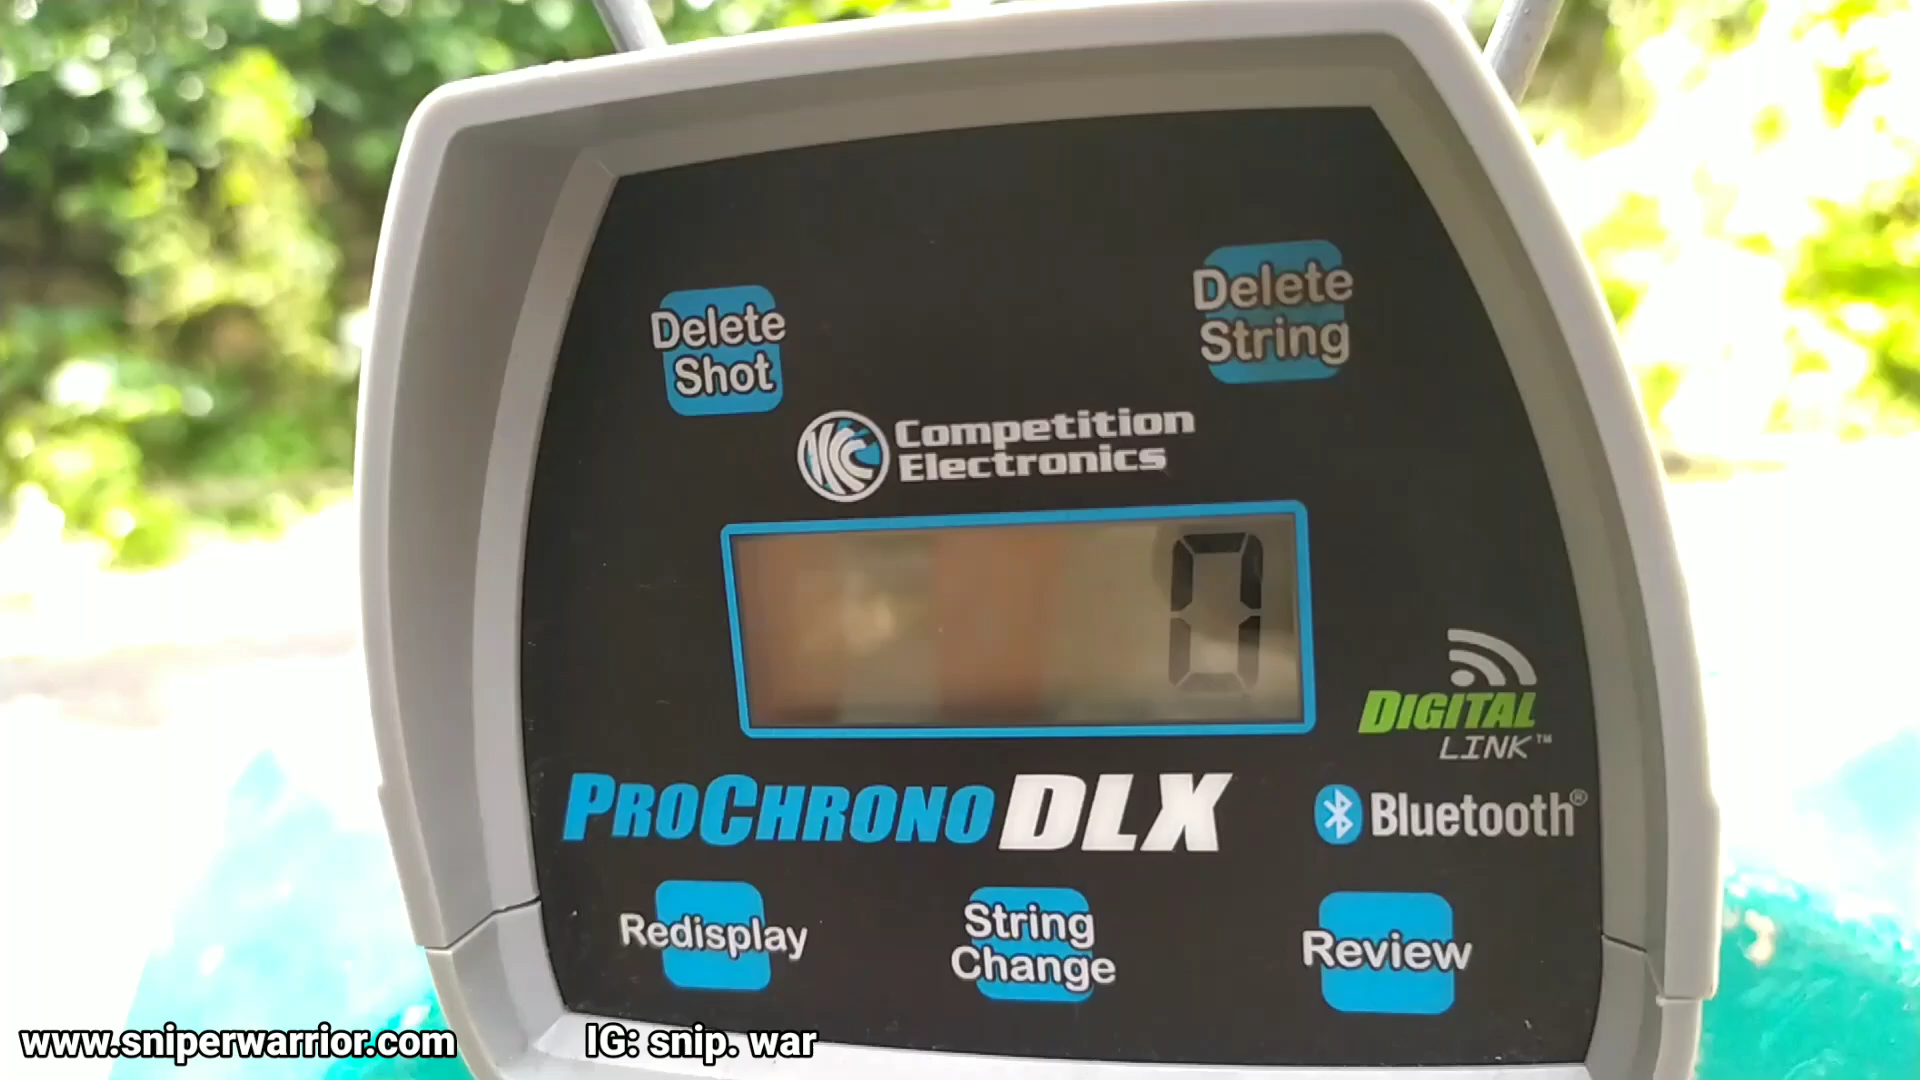 Delete
Shot
Delete
String
Competition
Electronics
0
DIGITAL
LINK™
PROCHRONO DLX
Bluetooth®
Redisplay
String
Change
Review
www.sniperwarrior.com
IG: snip. war